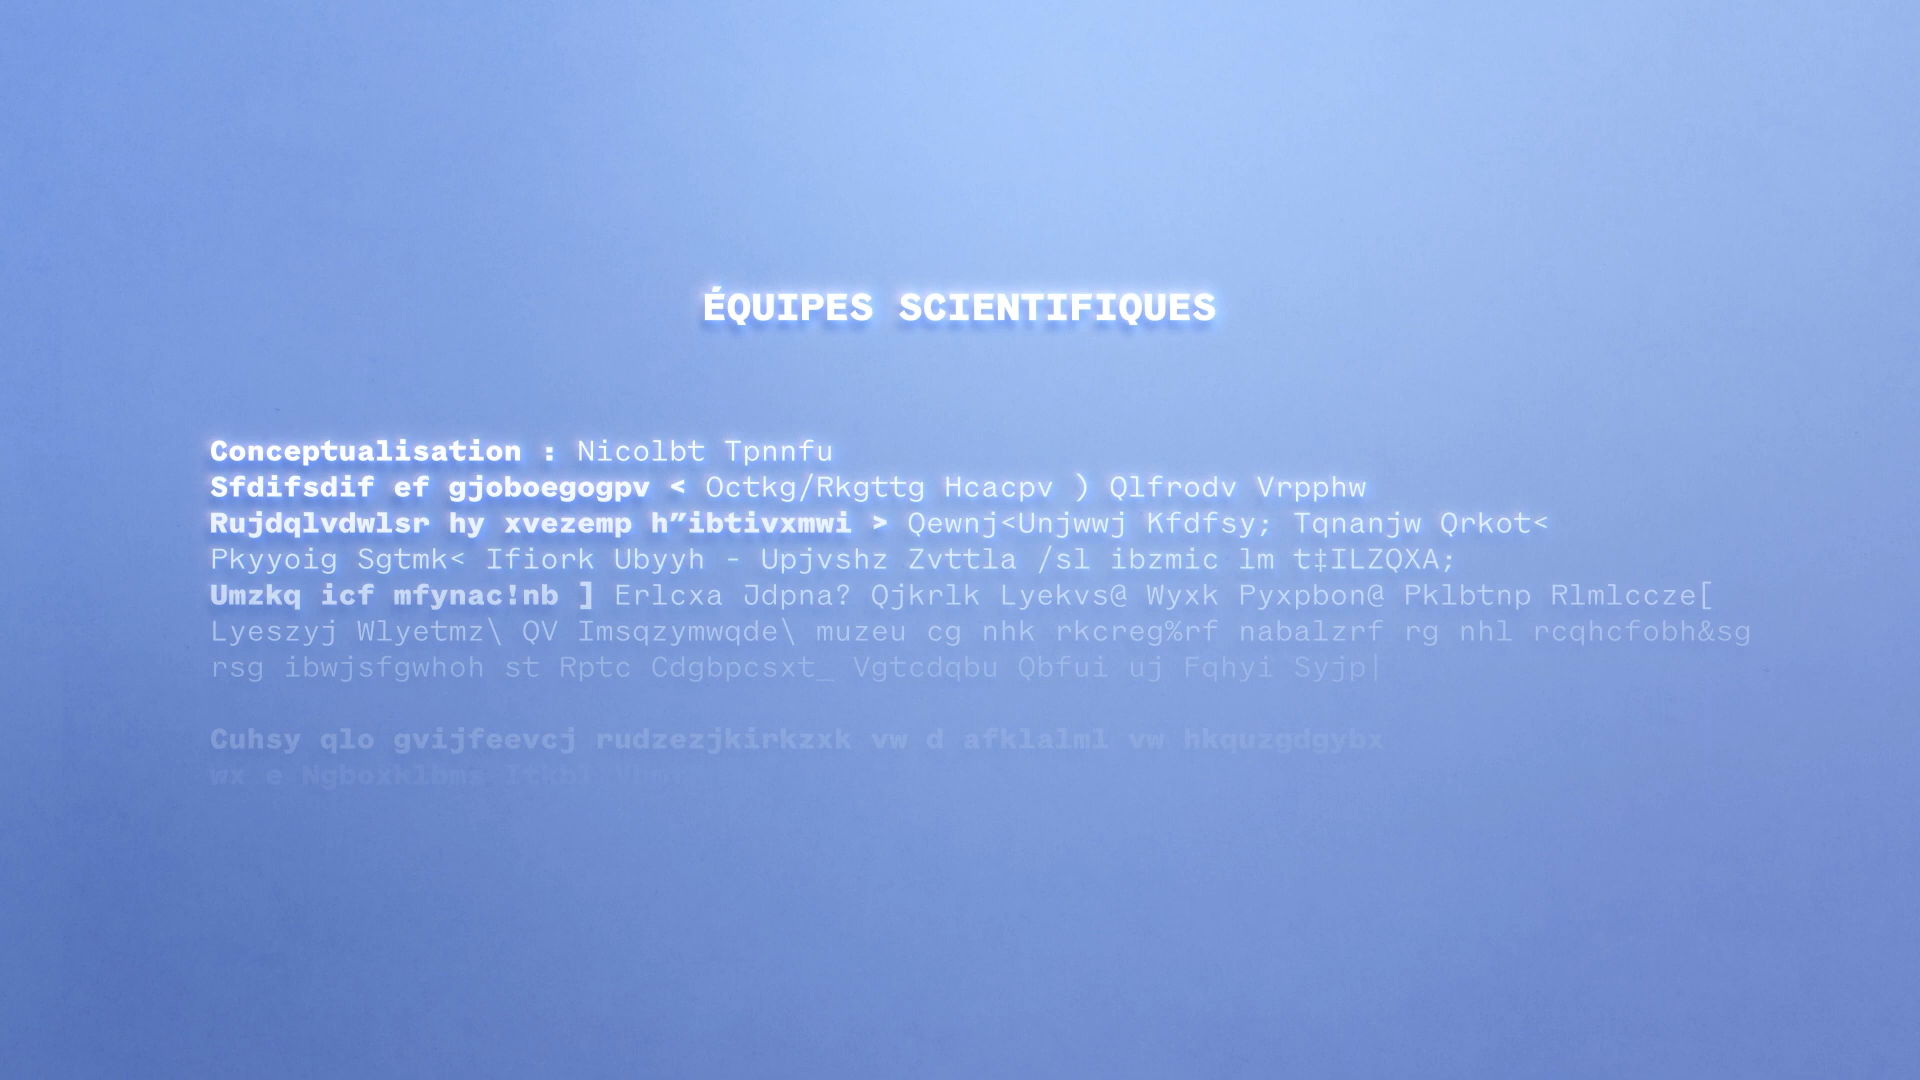 ÉQUIPES SCIENTIFIQUES
Conceptualisation : Nicolbt Tpnnfu
Sfdifsdif ef gjoboegogpv < Octkg/Rkgttg Hcacpv ) Qlfrodv Vrpphw
Rujdqlvdwlsr hy xvezemp h”ibtivxmwi > Qewnj<Unjwwj Kfdfsy; Tqnanjw Qrkot<
Pkyyoig Sgtmk< Ifiork Ubyyh - Upjvshz Zvttla /sl ibzmic lm t‡ILZQXA;
Umzkq icf mfynac!nb ] Erlcxa Jdpna? Qjkrlk Lyekvs@ Wyxk Pyxpbon@ Pklbtnp Rlmlccze[
Lyeszyj Wlyetmz\ QV Imsqzymwqde\ muzeu cg nhk rkcreg%rf nabalzrf rg nhl rcqhcfobh&sg
rsg ibwjsfgwhoh st Rptc Cdgbpcsxt_ Vgtcdqbu Qbfui uj Fqhyi Syjp|
Cuhsy qlo gvijfeevcj rudzezjkirkzxk vw d afklalml vw hkquzgdgybx
wx e Ngboxklbms